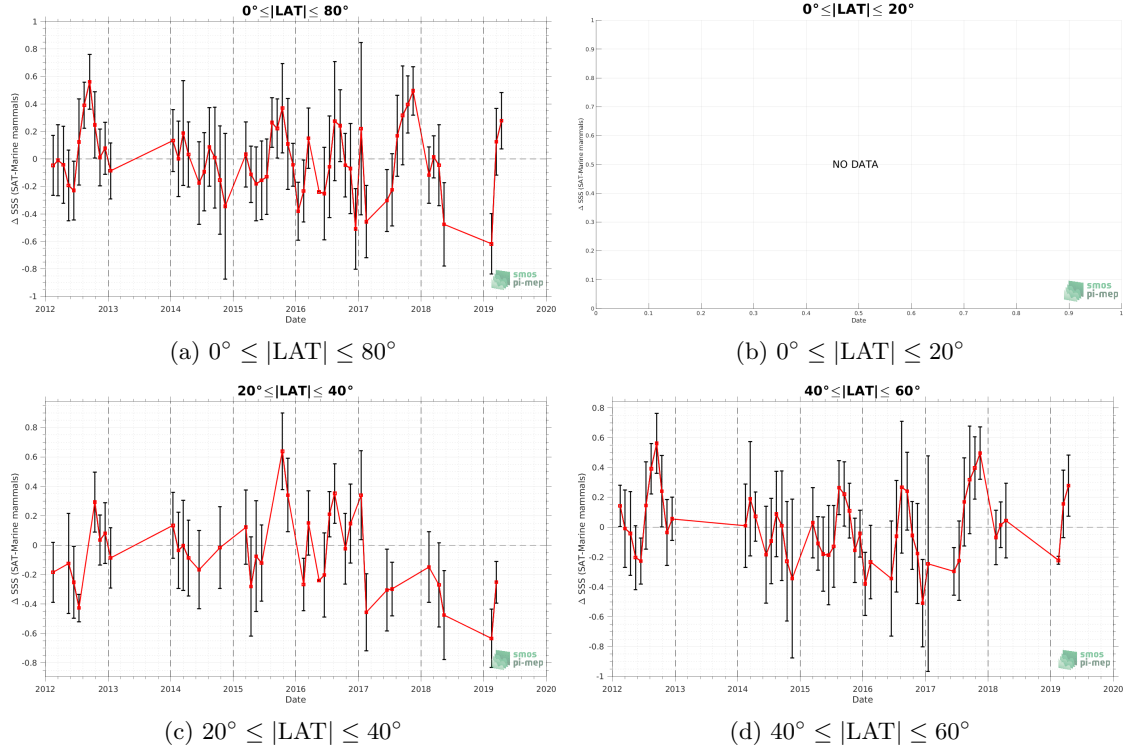 0°≤|LAT|≤ 80°
Δ SSS (SAT-Marine mammals)
1
0.8
0.6
0.4
0.2
0
-0.2
-0.4
-0.6
-0.8
-1
2012 2013 2014 2015 2016 2017 2018 2019 2020
Date
smos
pi-mep
(a) 0° ≤ |LAT| ≤ 80°
0°≤|LAT|≤ 20°
Δ SSS (SAT-Marine mammals)
1
0.9
0.8
0.7
0.6
0.5
0.4
0.3
0.2
0.1
0
NO DATA
0 0.1 0.2 0.3 0.4 0.5 0.6 0.7 0.8 0.9 1
Date
smos
pi-mep
(b) 0° ≤ |LAT| ≤ 20°
20°≤|LAT|≤ 40°
Δ SSS (SAT-Marine mammals)
0.8
0.6
0.4
0.2
0
-0.2
-0.4
-0.6
-0.8
2012 2013 2014 2015 2016 2017 2018 2019 2020
Date
smos
pi-mep
(c) 20° ≤ |LAT| ≤ 40°
40°≤|LAT|≤ 60°
Δ SSS (SAT-Marine mammals)
0.8
0.6
0.4
0.2
0
-0.2
-0.4
-0.6
-0.8
-1
2012 2013 2014 2015 2016 2017 2018 2019 2020
Date
smos
pi-mep
(d) 40° ≤ |LAT| ≤ 60°